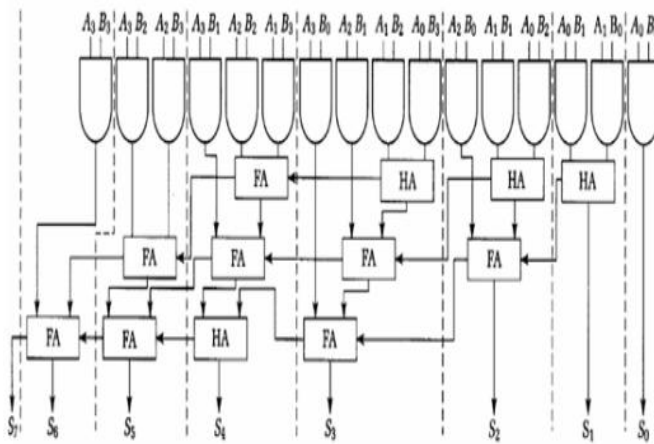 A₃ B₃ A₃ B₂ A₂ B₃ A₃ B₁ A₂ B₂ A₁ B₃ A₃ B₀ A₂ B₁ A₁ B₂ A₀ B₃ A₂ B₀ A₁ B₁ A₀ B₂ A₀ B₁ A₁ B₀ A₀ B
FA HA HA HA
FA FA FA FA
FA FA HA FA
S₇ S₆ S₅ S₄ S₃ S₂ S₁ S₀